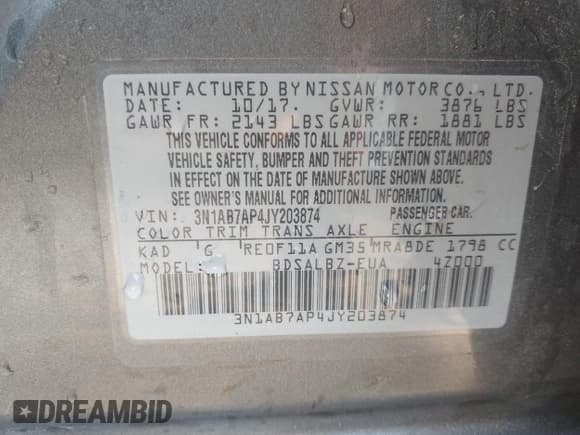 MANUFACTURED BY NISSAN MOTOR CO., LTD.
DATE: 10/17. GVWR: 3876 LBS
GAWR FR: 2143 LBS GAWR RR: 1881 LBS
THIS VEHICLE CONFORMS TO ALL APPLICABLE FEDERAL MOTOR
VEHICLE SAFETY, BUMPER AND THEFT PREVENTION STANDARDS
IN EFFECT ON THE DATE OF MANUFACTURE SHOWN ABOVE.
SEE OWNER'S MANUAL FOR ADDITIONAL INFORMATION.
VIN: 3N1AB7AP4JY203874 PASSENGER CAR.
COLOR TRIM TRANS AXLE ENGINE
KAD G RE0F11A GM35 MRA8DE 1798 CC
MODEL: BDSALBZ-EUA 4Z000
3N1AB7AP4JY203874
DREAMBID